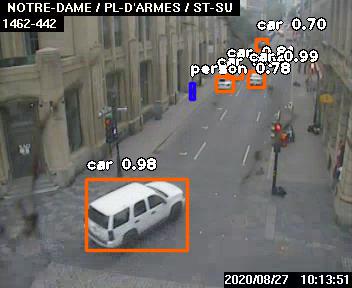 NOTRE-DAME / PL-D'ARMES / ST-SU
1462-442
car 0.70
person 0.78
car 0.98
2020/08/27 10:13:51